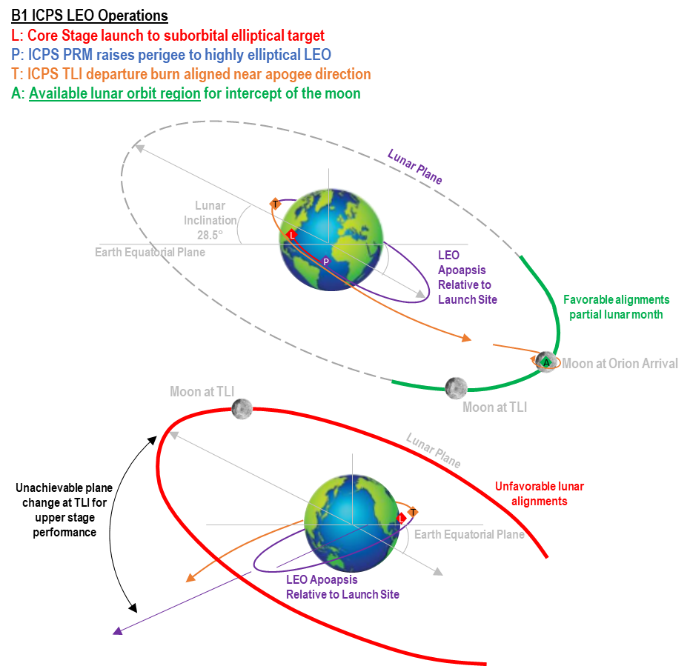 B1 ICPS LEO Operations
L: Core Stage launch to suborbital elliptical target
P: ICPS PRM raises perigee to highly elliptical LEO
T: ICPS TLI departure burn aligned near apogee direction
A: Available lunar orbit region for intercept of the moon
Lunar Plane
Lunar
Inclination
28.5°
Earth Equatorial Plane
T
L
P
LEO
Apoapsis
Relative to
Launch Site
Favorable alignments
partial lunar month
A
Moon at Orion Arrival
Moon at TLI
Moon at TLI
Lunar Plane
Unachievable plane
change at TLI for
upper stage
performance
Unfavorable lunar
alignments
L
T
Earth Equatorial Plane
LEO Apoapsis
Relative to Launch Site